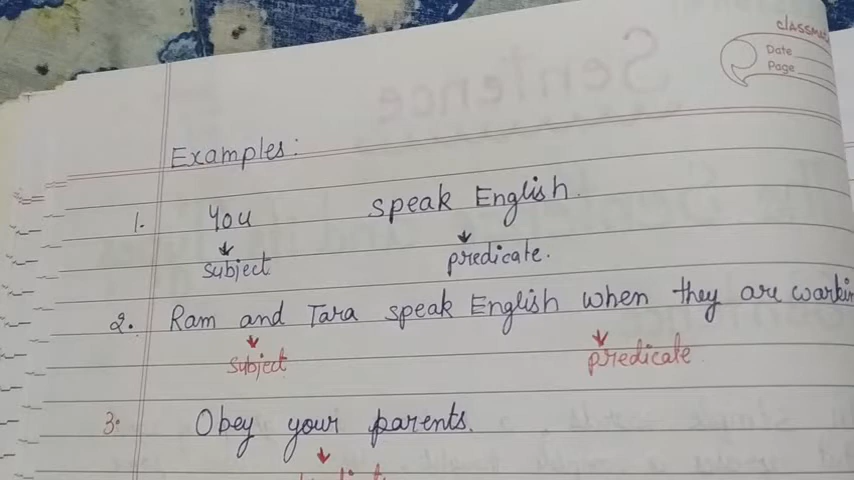 classmate
Date
Page
Examples:
1. You speak English.
subject predicate.
2. Ram and Tara speak English when they are warkin
subject predicate
3. Obey your parents.